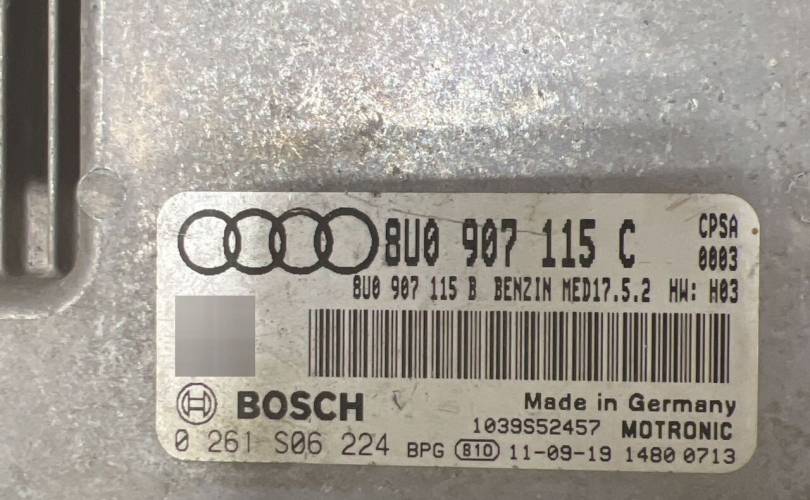 8U0 907 115 C CPSA
0003
8U0 907 115 B BENZIN MED17.5.2 HW: H03
BOSCH Made in Germany
1039S52457 MOTRONIC
0 261 S06 224 BPG 810 11-09-19 1480 0713